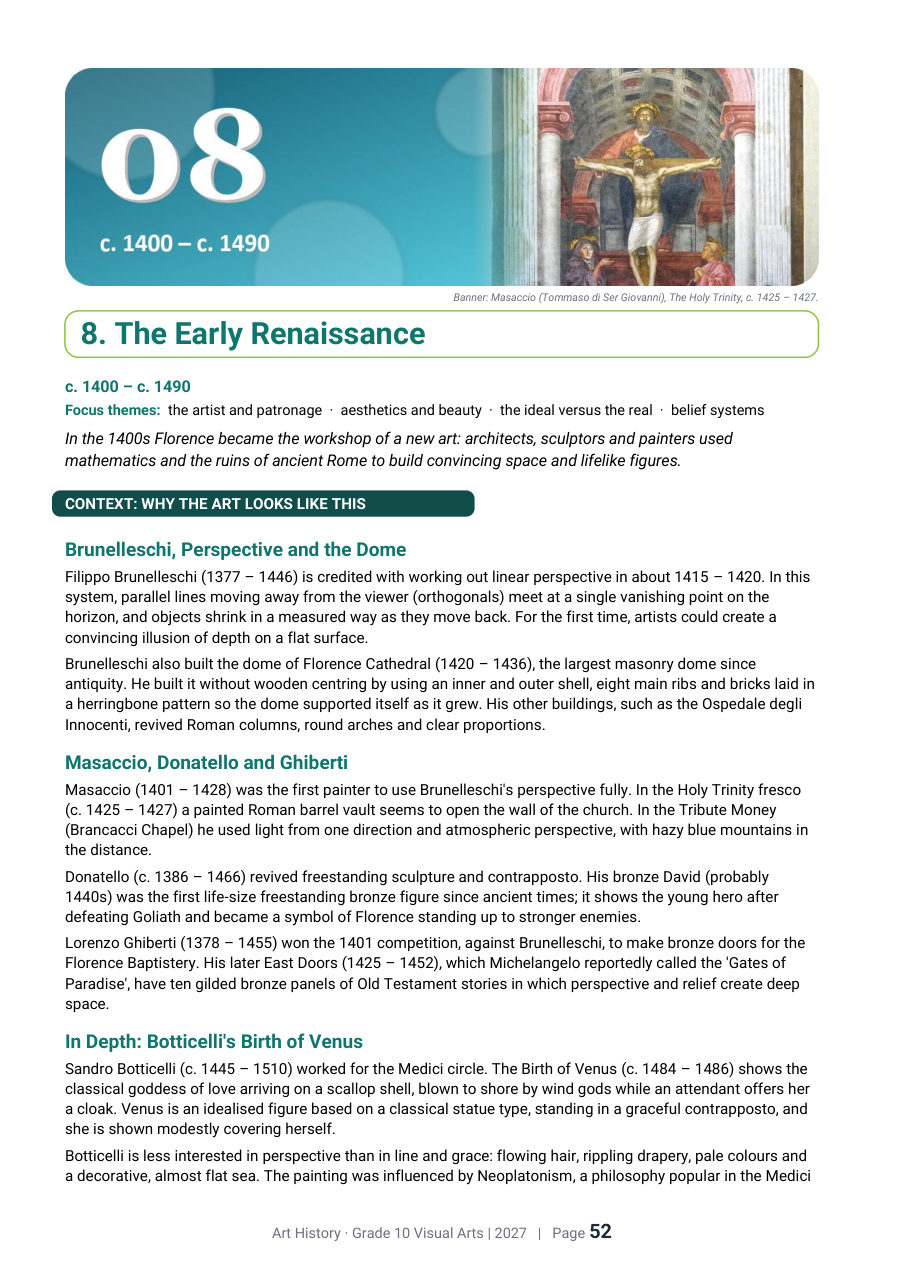 08
c. 1400 – c. 1490
Banner: Masaccio (Tommaso di Ser Giovanni), The Holy Trinity, c. 1425 – 1427.
8. The Early Renaissance
c. 1400 – c. 1490
Focus themes: the artist and patronage · aesthetics and beauty · the ideal versus the real · belief systems
In the 1400s Florence became the workshop of a new art: architects, sculptors and painters used
mathematics and the ruins of ancient Rome to build convincing space and lifelike figures.
CONTEXT: WHY THE ART LOOKS LIKE THIS
Brunelleschi, Perspective and the Dome
Filippo Brunelleschi (1377 – 1446) is credited with working out linear perspective in about 1415 – 1420. In this
system, parallel lines moving away from the viewer (orthogonals) meet at a single vanishing point on the
horizon, and objects shrink in a measured way as they move back. For the first time, artists could create a
convincing illusion of depth on a flat surface.
Brunelleschi also built the dome of Florence Cathedral (1420 – 1436), the largest masonry dome since
antiquity. He built it without wooden centring by using an inner and outer shell, eight main ribs and bricks laid in
a herringbone pattern so the dome supported itself as it grew. His other buildings, such as the Ospedale degli
Innocenti, revived Roman columns, round arches and clear proportions.
Masaccio, Donatello and Ghiberti
Masaccio (1401 – 1428) was the first painter to use Brunelleschi's perspective fully. In the Holy Trinity fresco
(c. 1425 – 1427) a painted Roman barrel vault seems to open the wall of the church. In the Tribute Money
(Brancacci Chapel) he used light from one direction and atmospheric perspective, with hazy blue mountains in
the distance.
Donatello (c. 1386 – 1466) revived freestanding sculpture and contrapposto. His bronze David (probably
1440s) was the first life-size freestanding bronze figure since ancient times; it shows the young hero after
defeating Goliath and became a symbol of Florence standing up to stronger enemies.
Lorenzo Ghiberti (1378 – 1455) won the 1401 competition, against Brunelleschi, to make bronze doors for the
Florence Baptistery. His later East Doors (1425 – 1452), which Michelangelo reportedly called the 'Gates of
Paradise', have ten gilded bronze panels of Old Testament stories in which perspective and relief create deep
space.
In Depth: Botticelli's Birth of Venus
Sandro Botticelli (c. 1445 – 1510) worked for the Medici circle. The Birth of Venus (c. 1484 – 1486) shows the
classical goddess of love arriving on a scallop shell, blown to shore by wind gods while an attendant offers her
a cloak. Venus is an idealised figure based on a classical statue type, standing in a graceful contrapposto, and
she is shown modestly covering herself.
Botticelli is less interested in perspective than in line and grace: flowing hair, rippling drapery, pale colours and
a decorative, almost flat sea. The painting was influenced by Neoplatonism, a philosophy popular in the Medici
Art History · Grade 10 Visual Arts | 2027 | Page 52